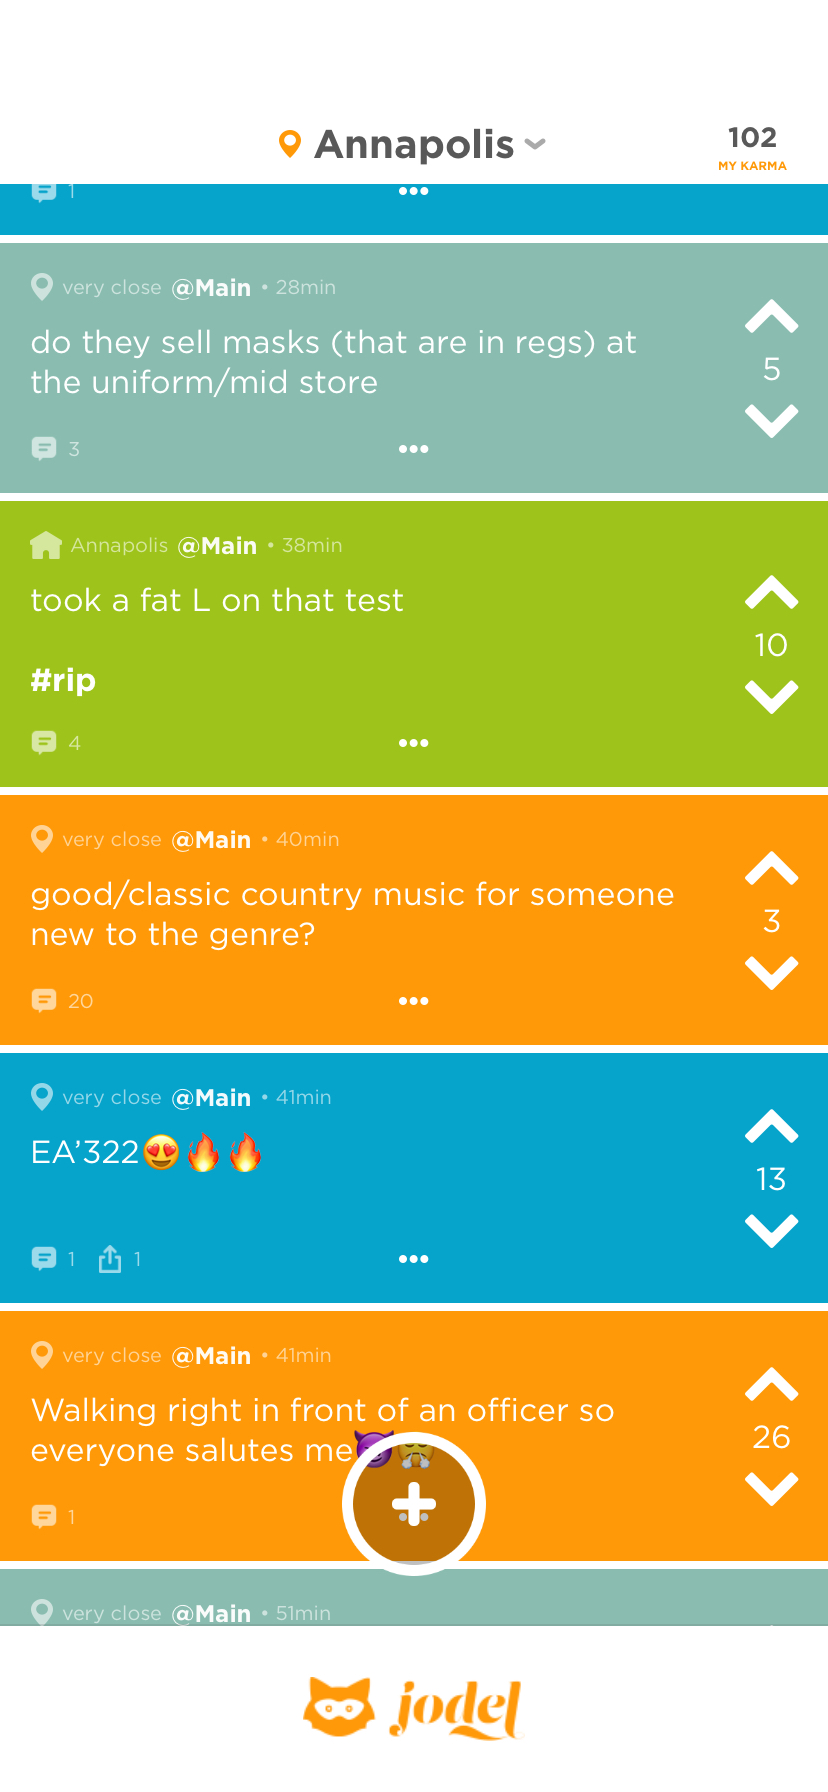 Annapolis
102
MY KARMA
1
very close @Main • 28min
do they sell masks (that are in regs) at
the uniform/mid store
5
3
Annapolis @Main • 38min
took a fat L on that test
#rip
10
4
very close @Main • 40min
good/classic country music for someone
new to the genre?
3
20
very close @Main • 41min
EA’322😍🔥🔥
13
1 1
very close @Main • 41min
Walking right in front of an officer so
everyone salutes me😈😤
26
1
very close @Main • 51min
jodel